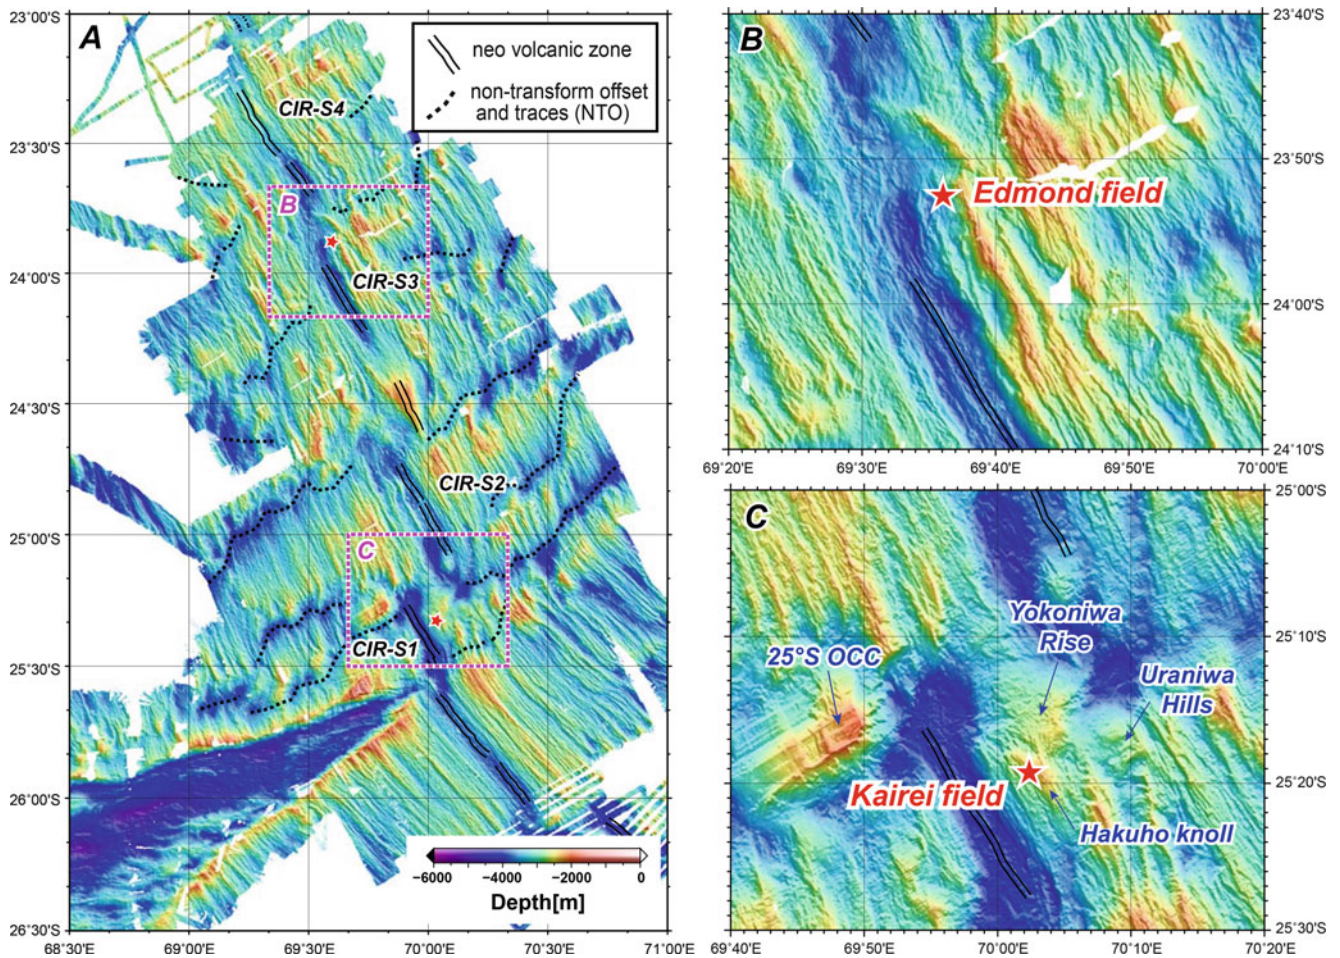 A
neo volcanic zone
non-transform offset
and traces (NTO)
CIR-S4
B
CIR-S3
CIR-S2
C
CIR-S1
−6000 −4000 −2000 0
Depth[m]
23°00'S
23°30'S
24°00'S
24°30'S
25°00'S
25°30'S
26°00'S
26°30'S
68°30'E 69°00'E 69°30'E 70°00'E 70°30'E 71°00'E
B
Edmond field
23°40'S
23°50'S
24°00'S
24°10'S
69°20'E 69°30'E 69°40'E 69°50'E 70°00'E
C
25°S OCC
Yokoniwa
Rise
Uraniwa
Hills
Kairei field
Hakuho knoll
25°00'S
25°10'S
25°20'S
25°30'S
69°40'E 69°50'E 70°00'E 70°10'E 70°20'E